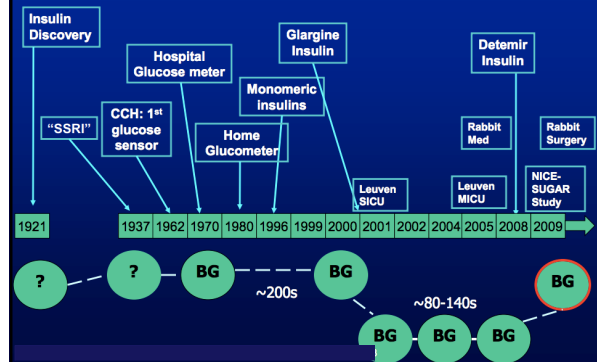 Insulin
Discovery
"SSRI"
CCH: 1st
glucose
sensor
Hospital
Glucose meter
Home
Glucometer
Monomeric
insulins
Glargine
Insulin
Leuven
SICU
Rabbit
Med
Leuven
MICU
Detemir
Insulin
Rabbit
Surgery
NICE-
SUGAR
Study
1921 1937 1962 1970 1980 1996 1999 2000 2001 2002 2004 2005 2008 2009
? ? BG BG BG
~200s ~80-140s
BG BG BG